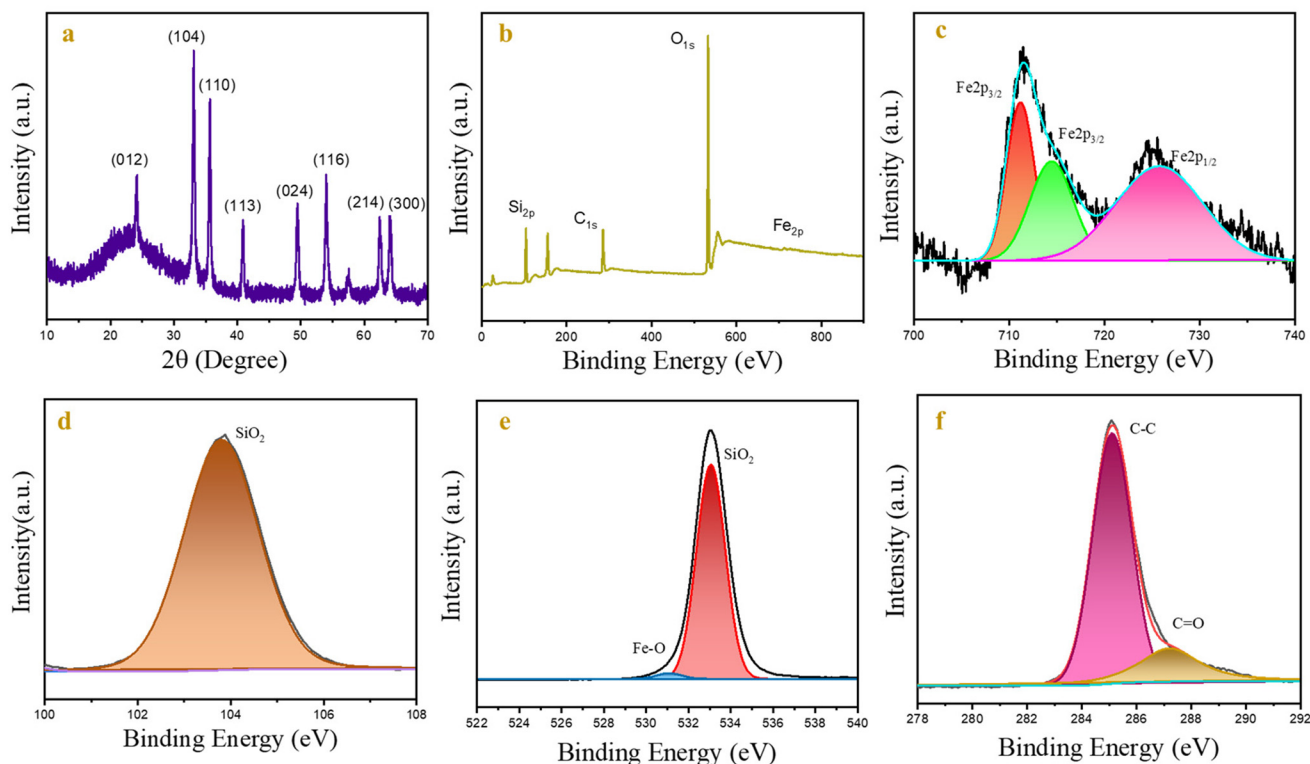 a
(012)
(104)
(110)
(113)
(024)
(116)
(214)
(300)
Intensity (a.u.)
10 20 30 40 50 60 70
2θ (Degree)
b
O1s
Si2p
C1s
Fe2p
Intensity (a.u.)
0 200 400 600 800
Binding Energy (eV)
c
Fe2p3/2
Fe2p3/2
Fe2p1/2
Intensity (a.u.)
700 710 720 730 740
Binding Energy (eV)
d
SiO2
Intensity(a.u.)
100 102 104 106 108
Binding Energy (eV)
e
SiO2
Fe-O
Intensity (a.u.)
522 524 526 528 530 532 534 536 538 540
Binding Energy (eV)
f
C-C
C=O
Intensity (a.u.)
278 280 282 284 286 288 290 292
Binding Energy (eV)